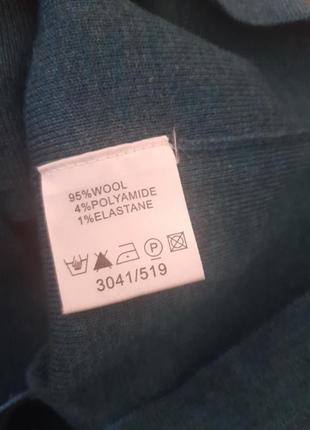 95%WOOL
4%POLYAMIDE
1%ELASTANE
P
3041/519